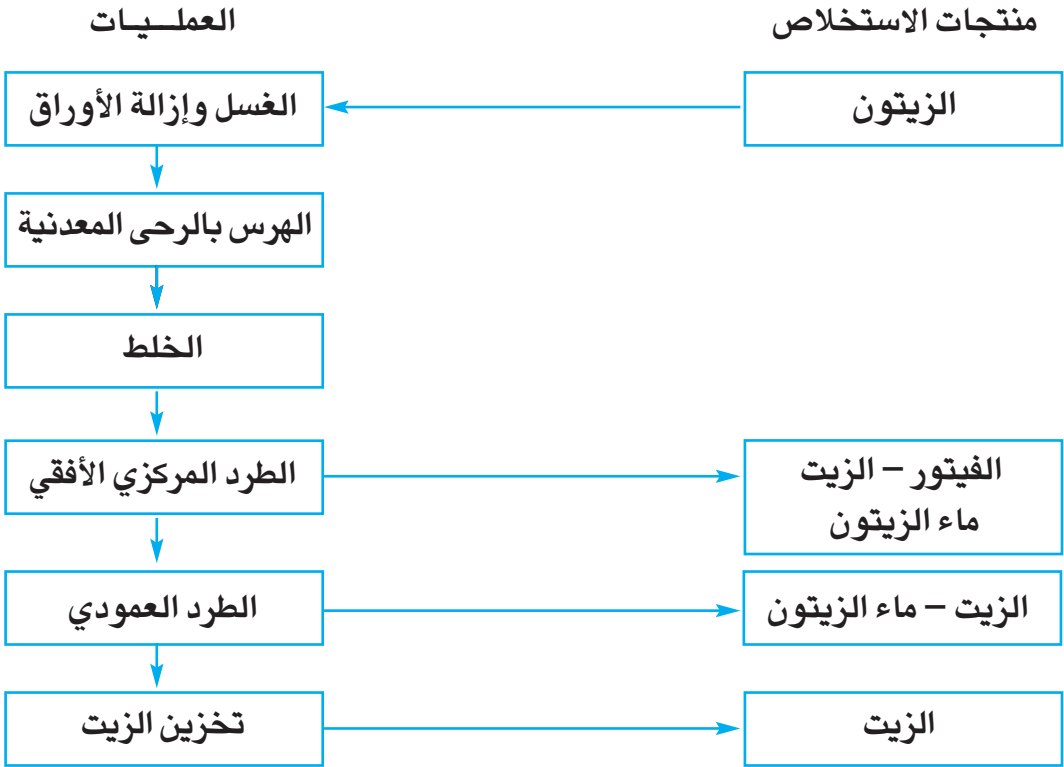 منتجات الاستخلاص
العملــيــات
الزيتون
الغسل وإزالة الأوراق
الهرس بالرحى المعدنية
الخلط
الطرد المركزي الأفقي
الفيتور – الزيت
ماء الزيتون
الطرد العمودي
الزيت – ماء الزيتون
تخزين الزيت
الزيت